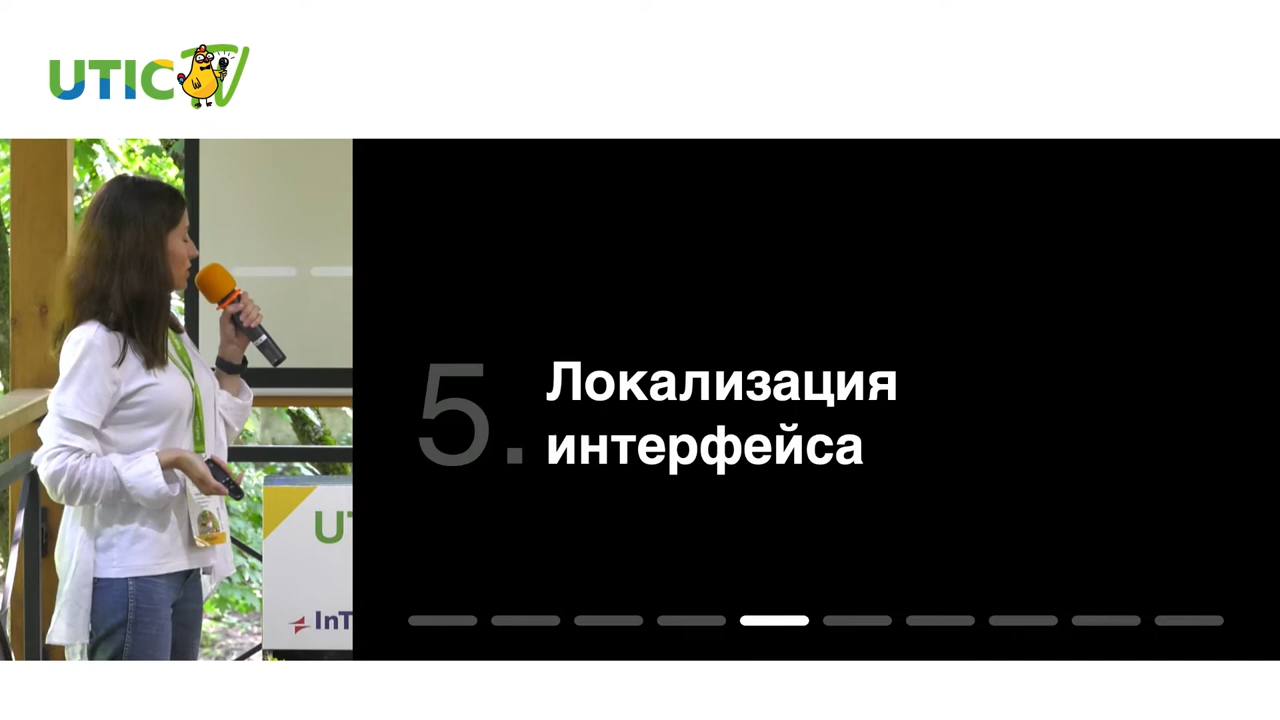 UTIC TV
5. Локализация
интерфейса
UT
InT